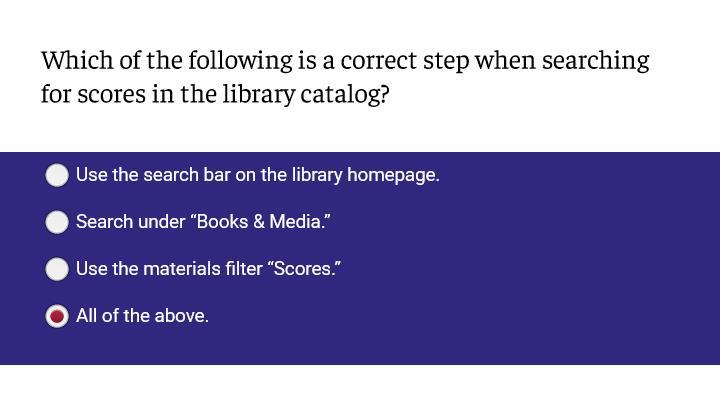 Which of the following is a correct step when searching
for scores in the library catalog?
Use the search bar on the library homepage.
Search under “Books & Media.”
Use the materials filter “Scores.”
All of the above.